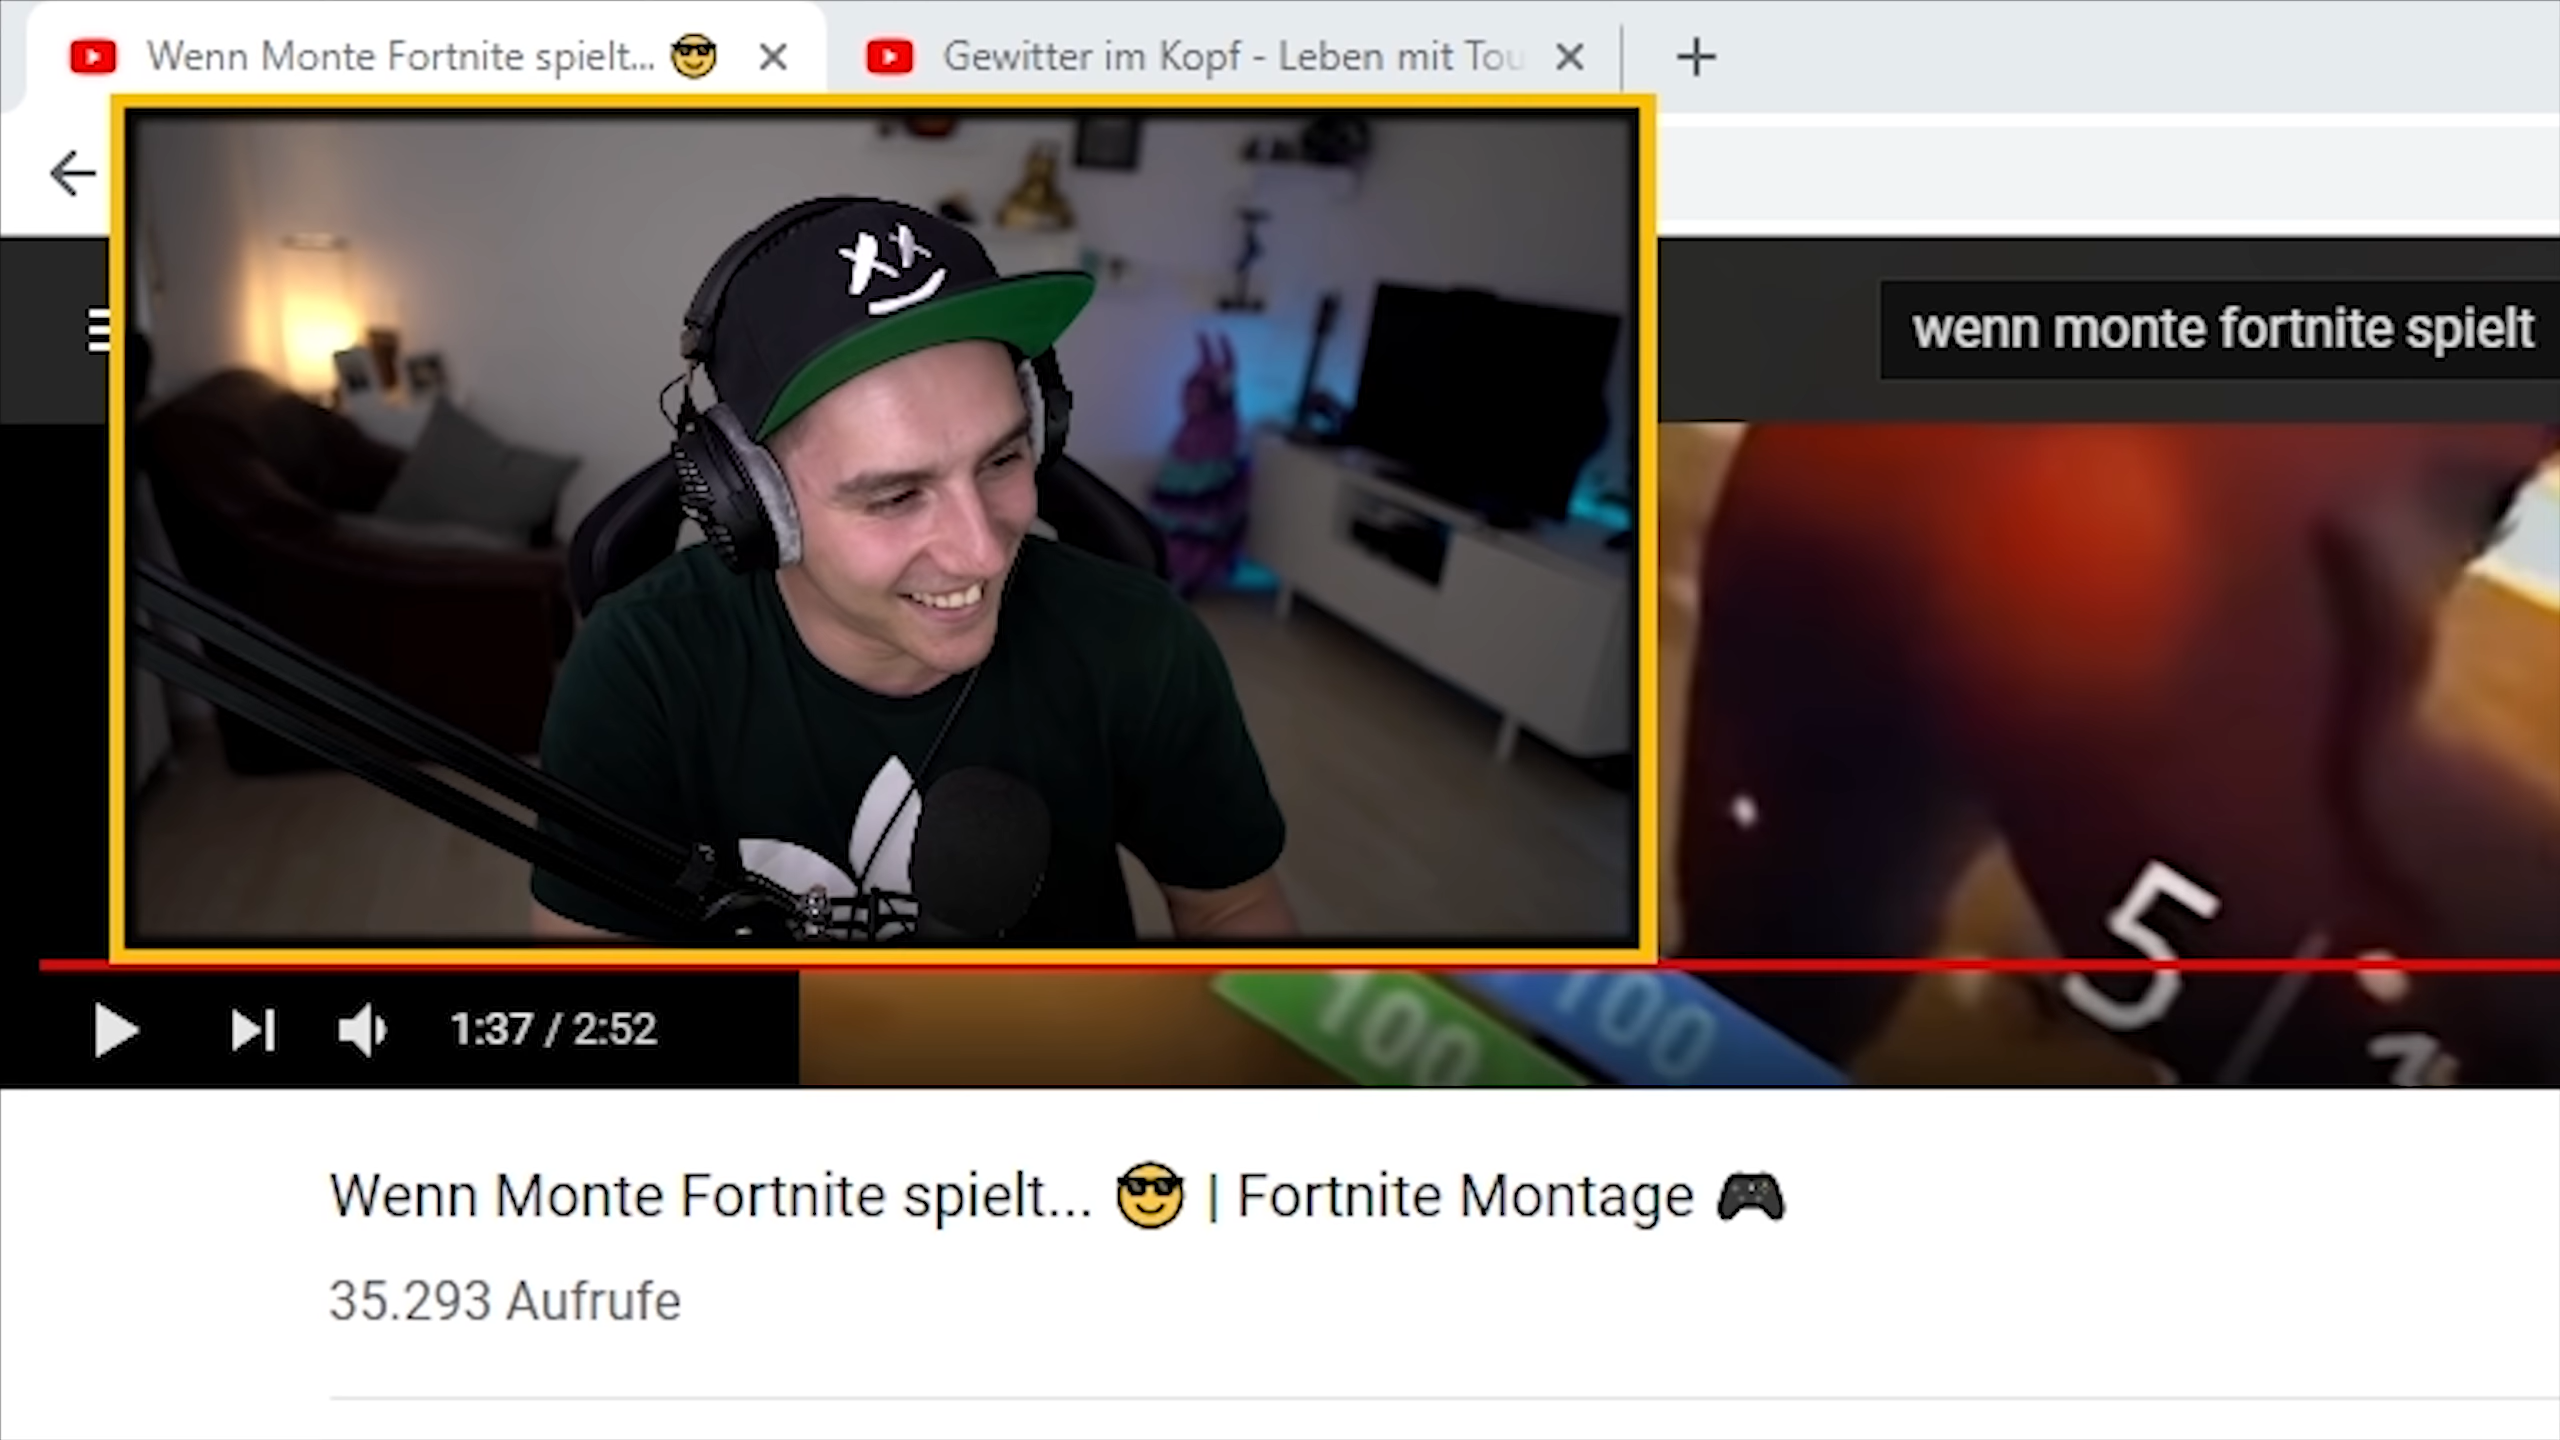 Wenn Monte Fortnite spielt... 😎
Gewitter im Kopf - Leben mit Tou
wenn monte fortnite spielt
5
100
100
1:37 / 2:52
Wenn Monte Fortnite spielt... 😎 | Fortnite Montage 🎮
35.293 Aufrufe